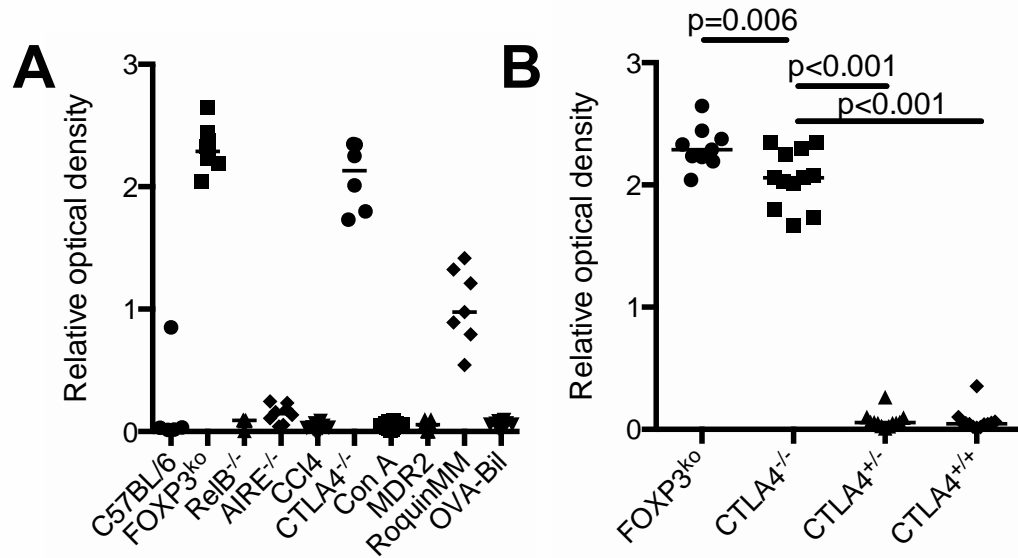 A
B
Relative optical density
3
2
1
0
C57BL/6
FOXP3ko
RelB-/-
AIRE-/-
CCl4
CTLA4-/-
Con A
MDR2
RoquinMM
OVA-Bil
p=0.006
p<0.001
p<0.001
Relative optical density
3
2
1
0
FOXP3ko
CTLA4-/-
CTLA4+/-
CTLA4+/+